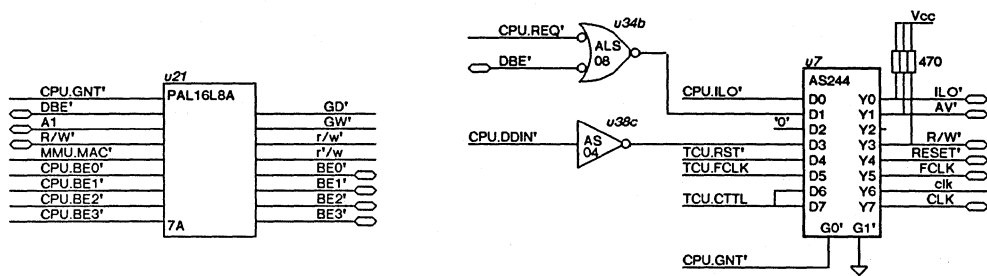 u21
PAL16L8A
CPU.GNT'
DBE'
A1
R/W'
MMU.MAC'
CPU.BE0'
CPU.BE1'
CPU.BE2'
CPU.BE3'
7A
GD'
GW'
r/w'
r'/w
BE0'
BE1'
BE2'
BE3'
u34b
CPU.REQ'
DBE'
ALS
08
u38c
CPU.DDIN'
AS
04
Vcc
470
u7
AS244
CPU.ILO'
'0'
TCU.RST'
TCU.FCLK
TCU.CTTL
D0 Y0
D1 Y1
D2 Y2
D3 Y3
D4 Y4
D5 Y5
D6 Y6
D7 Y7
G0' G1'
ILO'
AV'
R/W'
RESET'
FCLK
clk
CLK
CPU.GNT'